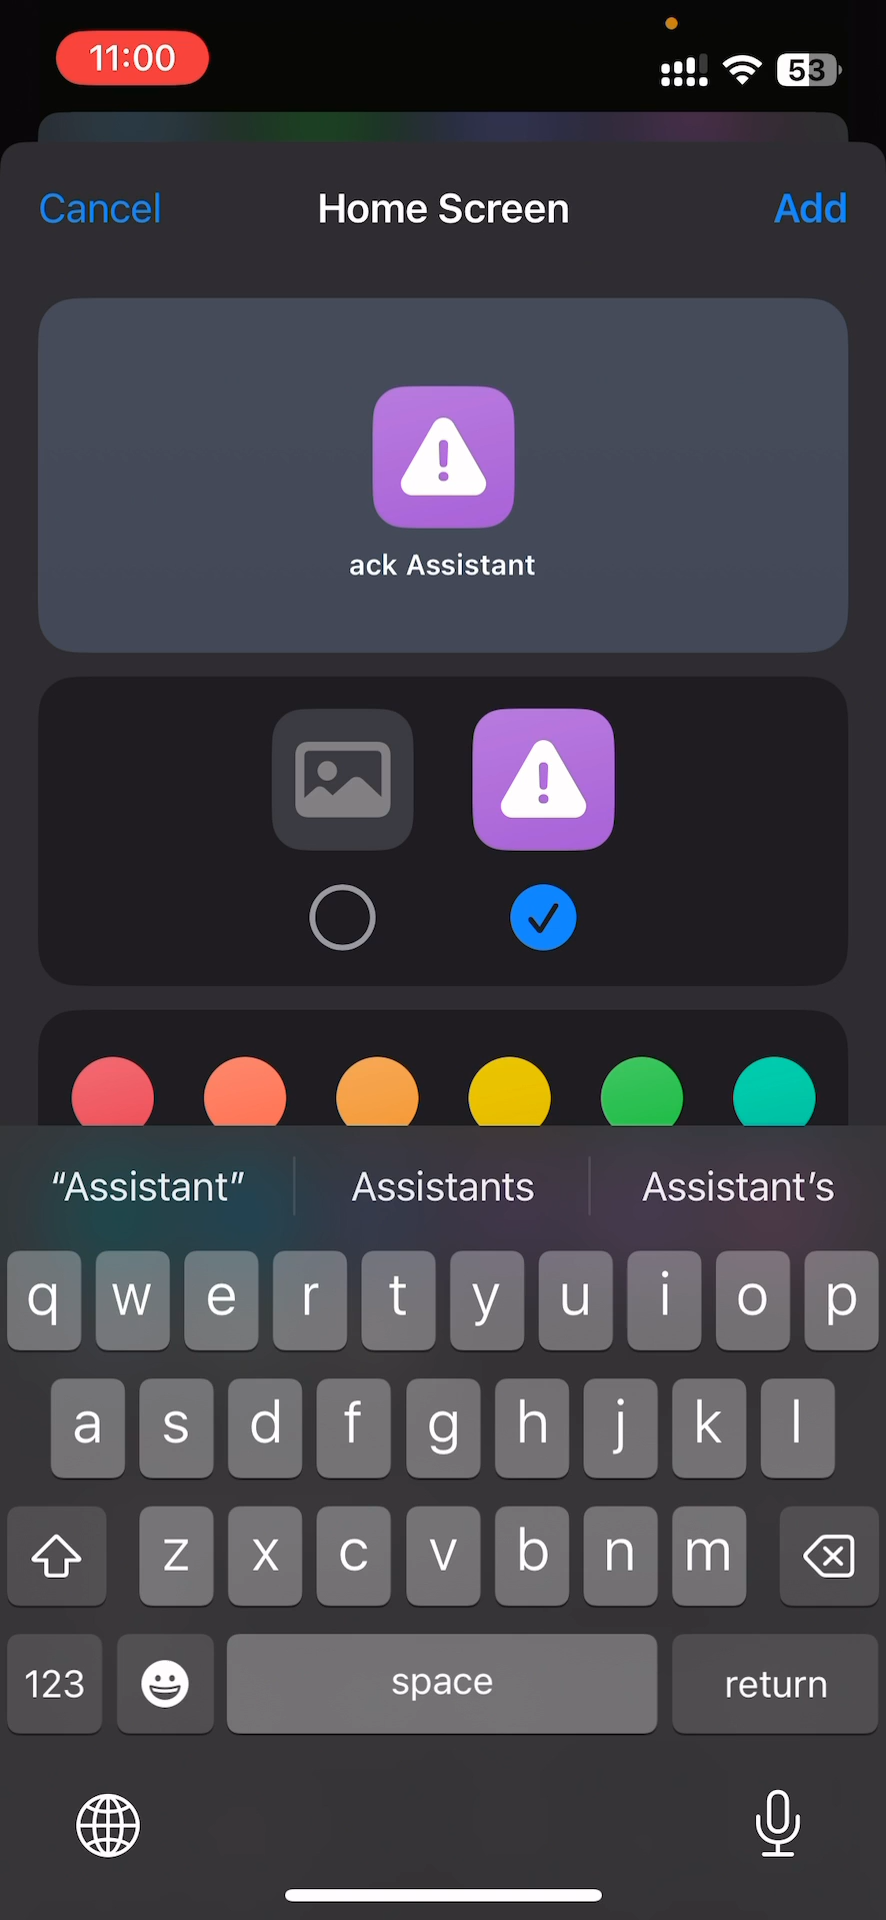 11:00
53
Cancel
Home Screen
Add
ack Assistant
“Assistant”
Assistants
Assistant’s
q w e r t y u i o p
a s d f g h j k l
z x c v b n m
123
space
return